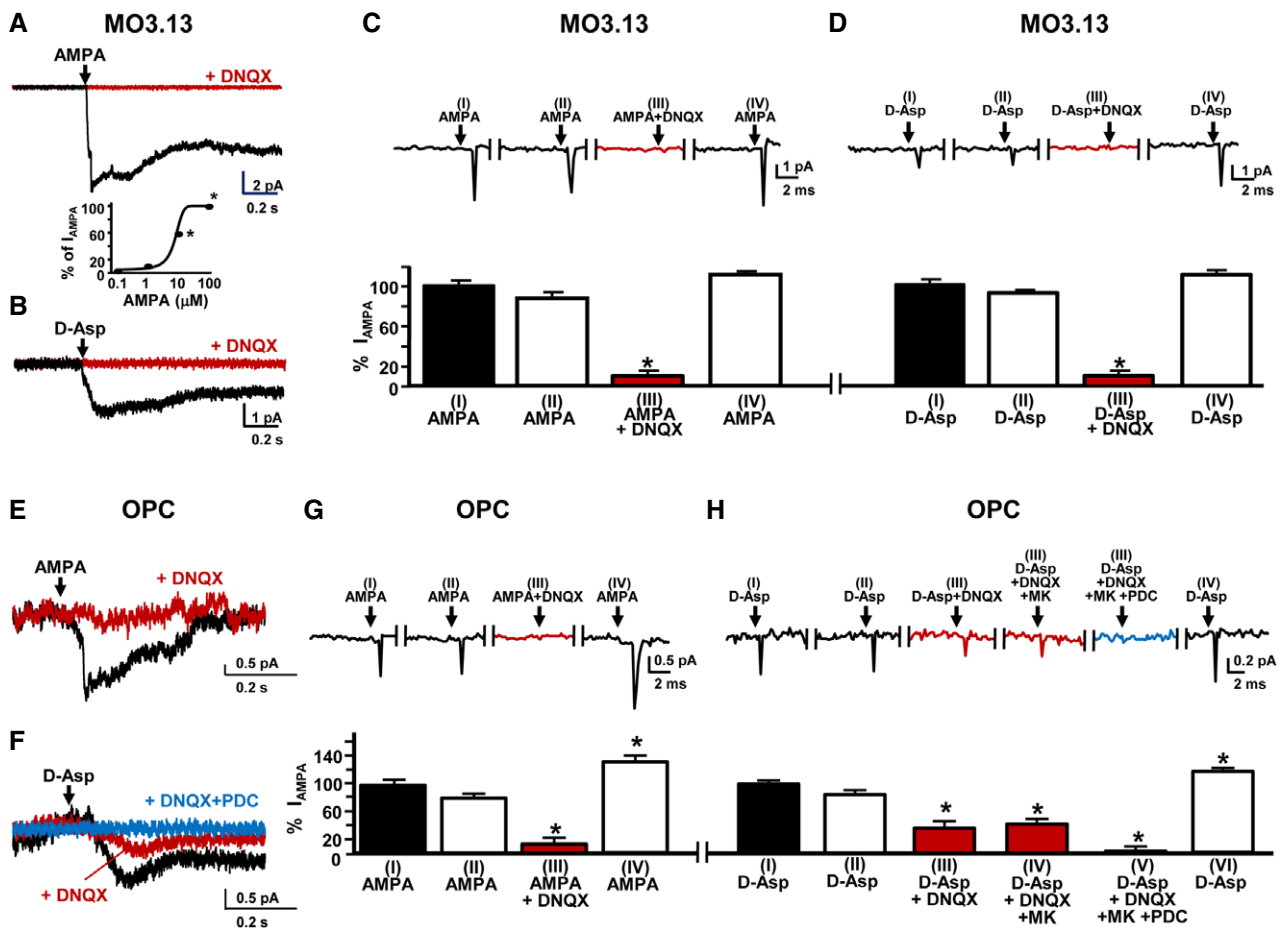 A
MO3.13
AMPA
+ DNQX
2 pA
0.2 s
% of I AMPA
100
60
20
0
0.1 1 10 100
AMPA (μM)
*
*
B
D-Asp
+ DNQX
1 pA
0.2 s
C
MO3.13
(I) (II) (III) (IV)
AMPA AMPA AMPA+DNQX AMPA
1 pA
2 ms
% I AMPA
100
60
20
0
*
(I) (II) (III) (IV)
AMPA AMPA AMPA AMPA
+ DNQX
D
MO3.13
(I) (II) (III) (IV)
D-Asp D-Asp D-Asp+DNQX D-Asp
1 pA
2 ms
*
(I) (II) (III) (IV)
D-Asp D-Asp D-Asp D-Asp
+ DNQX
E
OPC
AMPA
+ DNQX
0.5 pA
0.2 s
F
D-Asp
+ DNQX+PDC
+ DNQX
0.5 pA
0.2 s
G
OPC
(I) (II) (III) (IV)
AMPA AMPA AMPA+DNQX AMPA
0.5 pA
2 ms
% I AMPA
140
100
60
20
0
*
*
(I) (II) (III) (IV)
AMPA AMPA AMPA AMPA
+ DNQX
H
OPC
(I)
D-Asp
(II)
D-Asp
(III)
D-Asp+DNQX
(III)
D-Asp
+DNQX
+MK
(III)
D-Asp
+DNQX
+MK +PDC
(IV)
D-Asp
0.2 pA
2 ms
* * * *
(I) (II) (III) (IV) (V) (VI)
D-Asp D-Asp D-Asp D-Asp D-Asp D-Asp
+ DNQX + DNQX + DNQX
+MK +MK +PDC